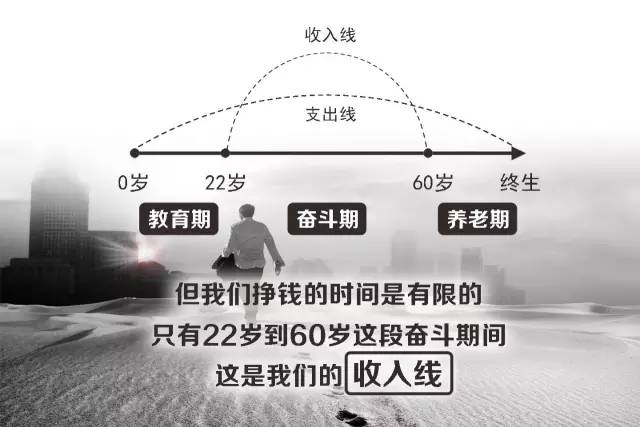 收入线
支出线
0岁 22岁 60岁 终生
教育期 奋斗期 养老期
但我们挣钱的时间是有限的
只有22岁到60岁这段奋斗期间
这是我们的收入线